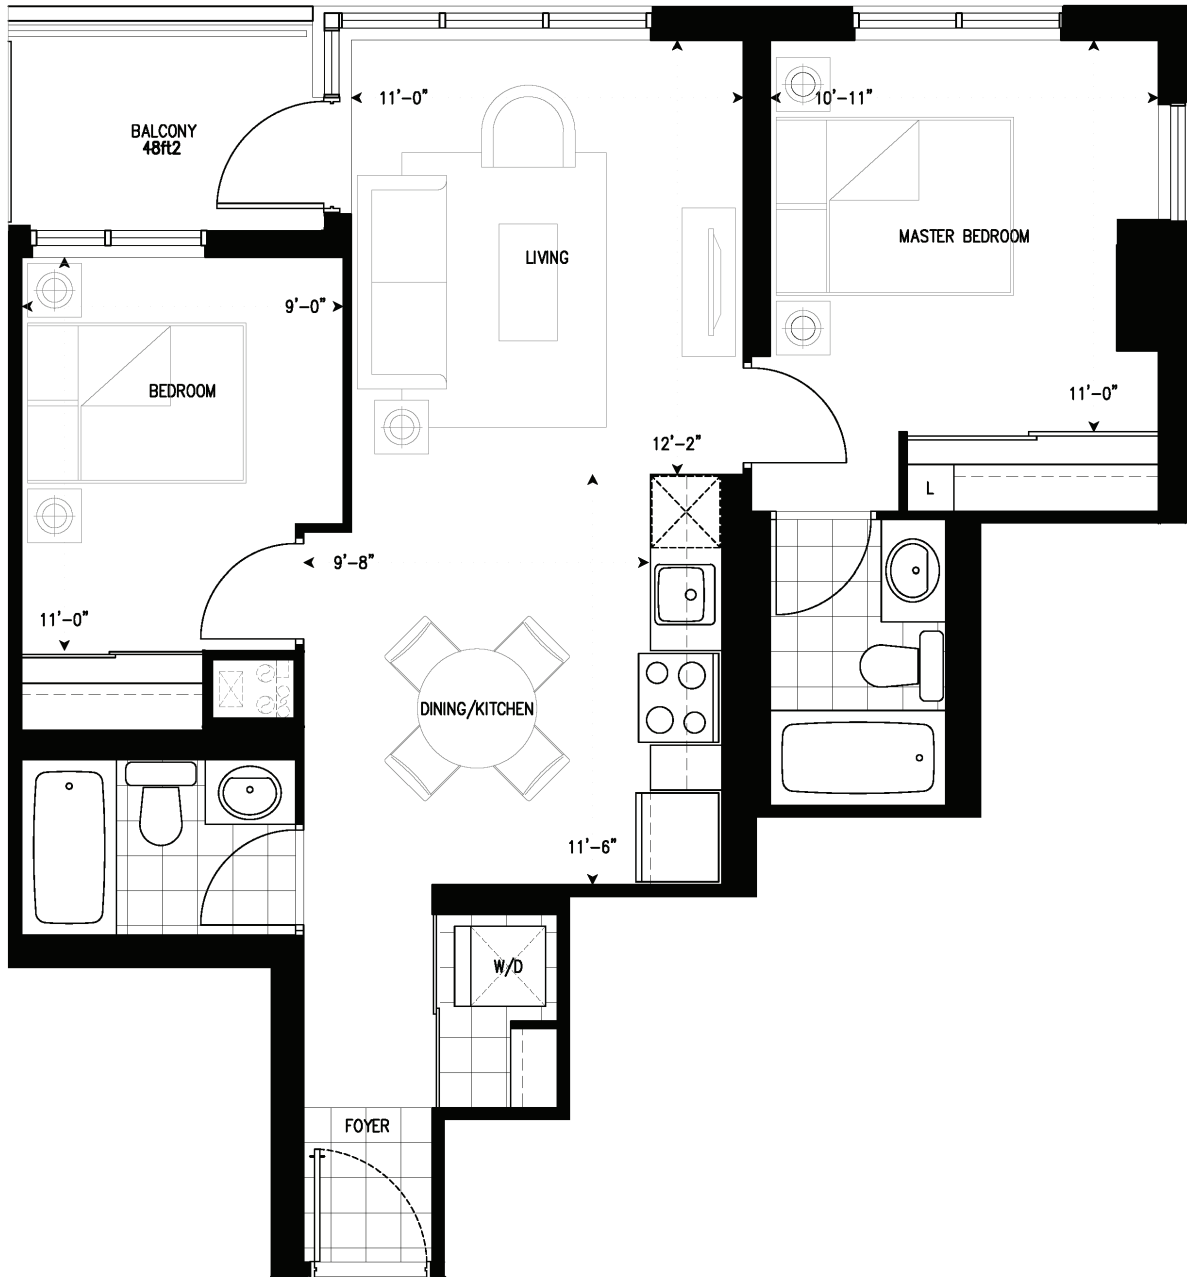 11'-0"
10'-11"
BALCONY
48ft2
MASTER BEDROOM
LIVING
9'-0"
BEDROOM
11'-0"
12'-2"
L
9'-8"
11'-0"
DINING/KITCHEN
11'-6"
W/D
FOYER